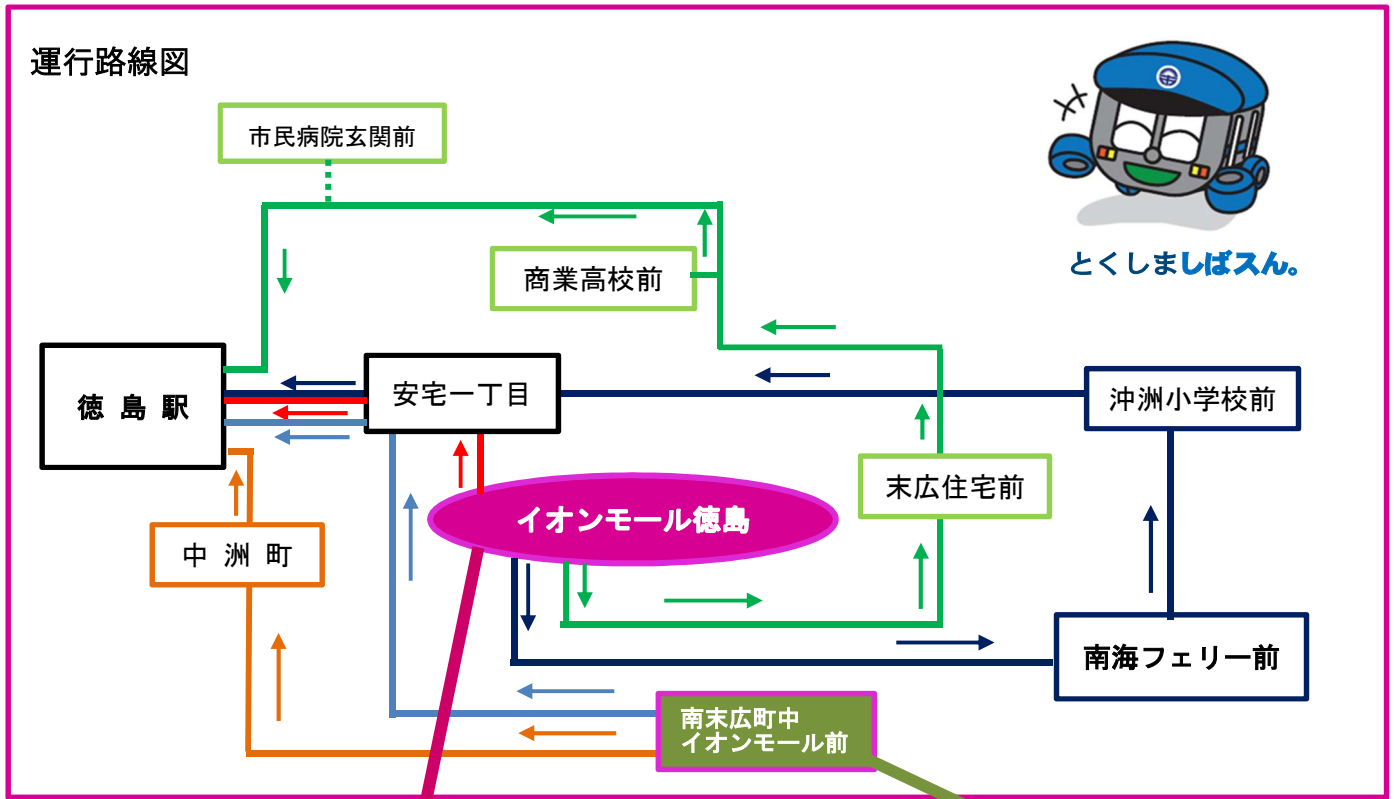 運行路線図
市民病院玄関前
商業高校前
とくしましばスん。
徳島駅
安宅一丁目
沖洲小学校前
末広住宅前
イオンモール徳島
中洲町
南海フェリー前
南末広町中
イオンモール前